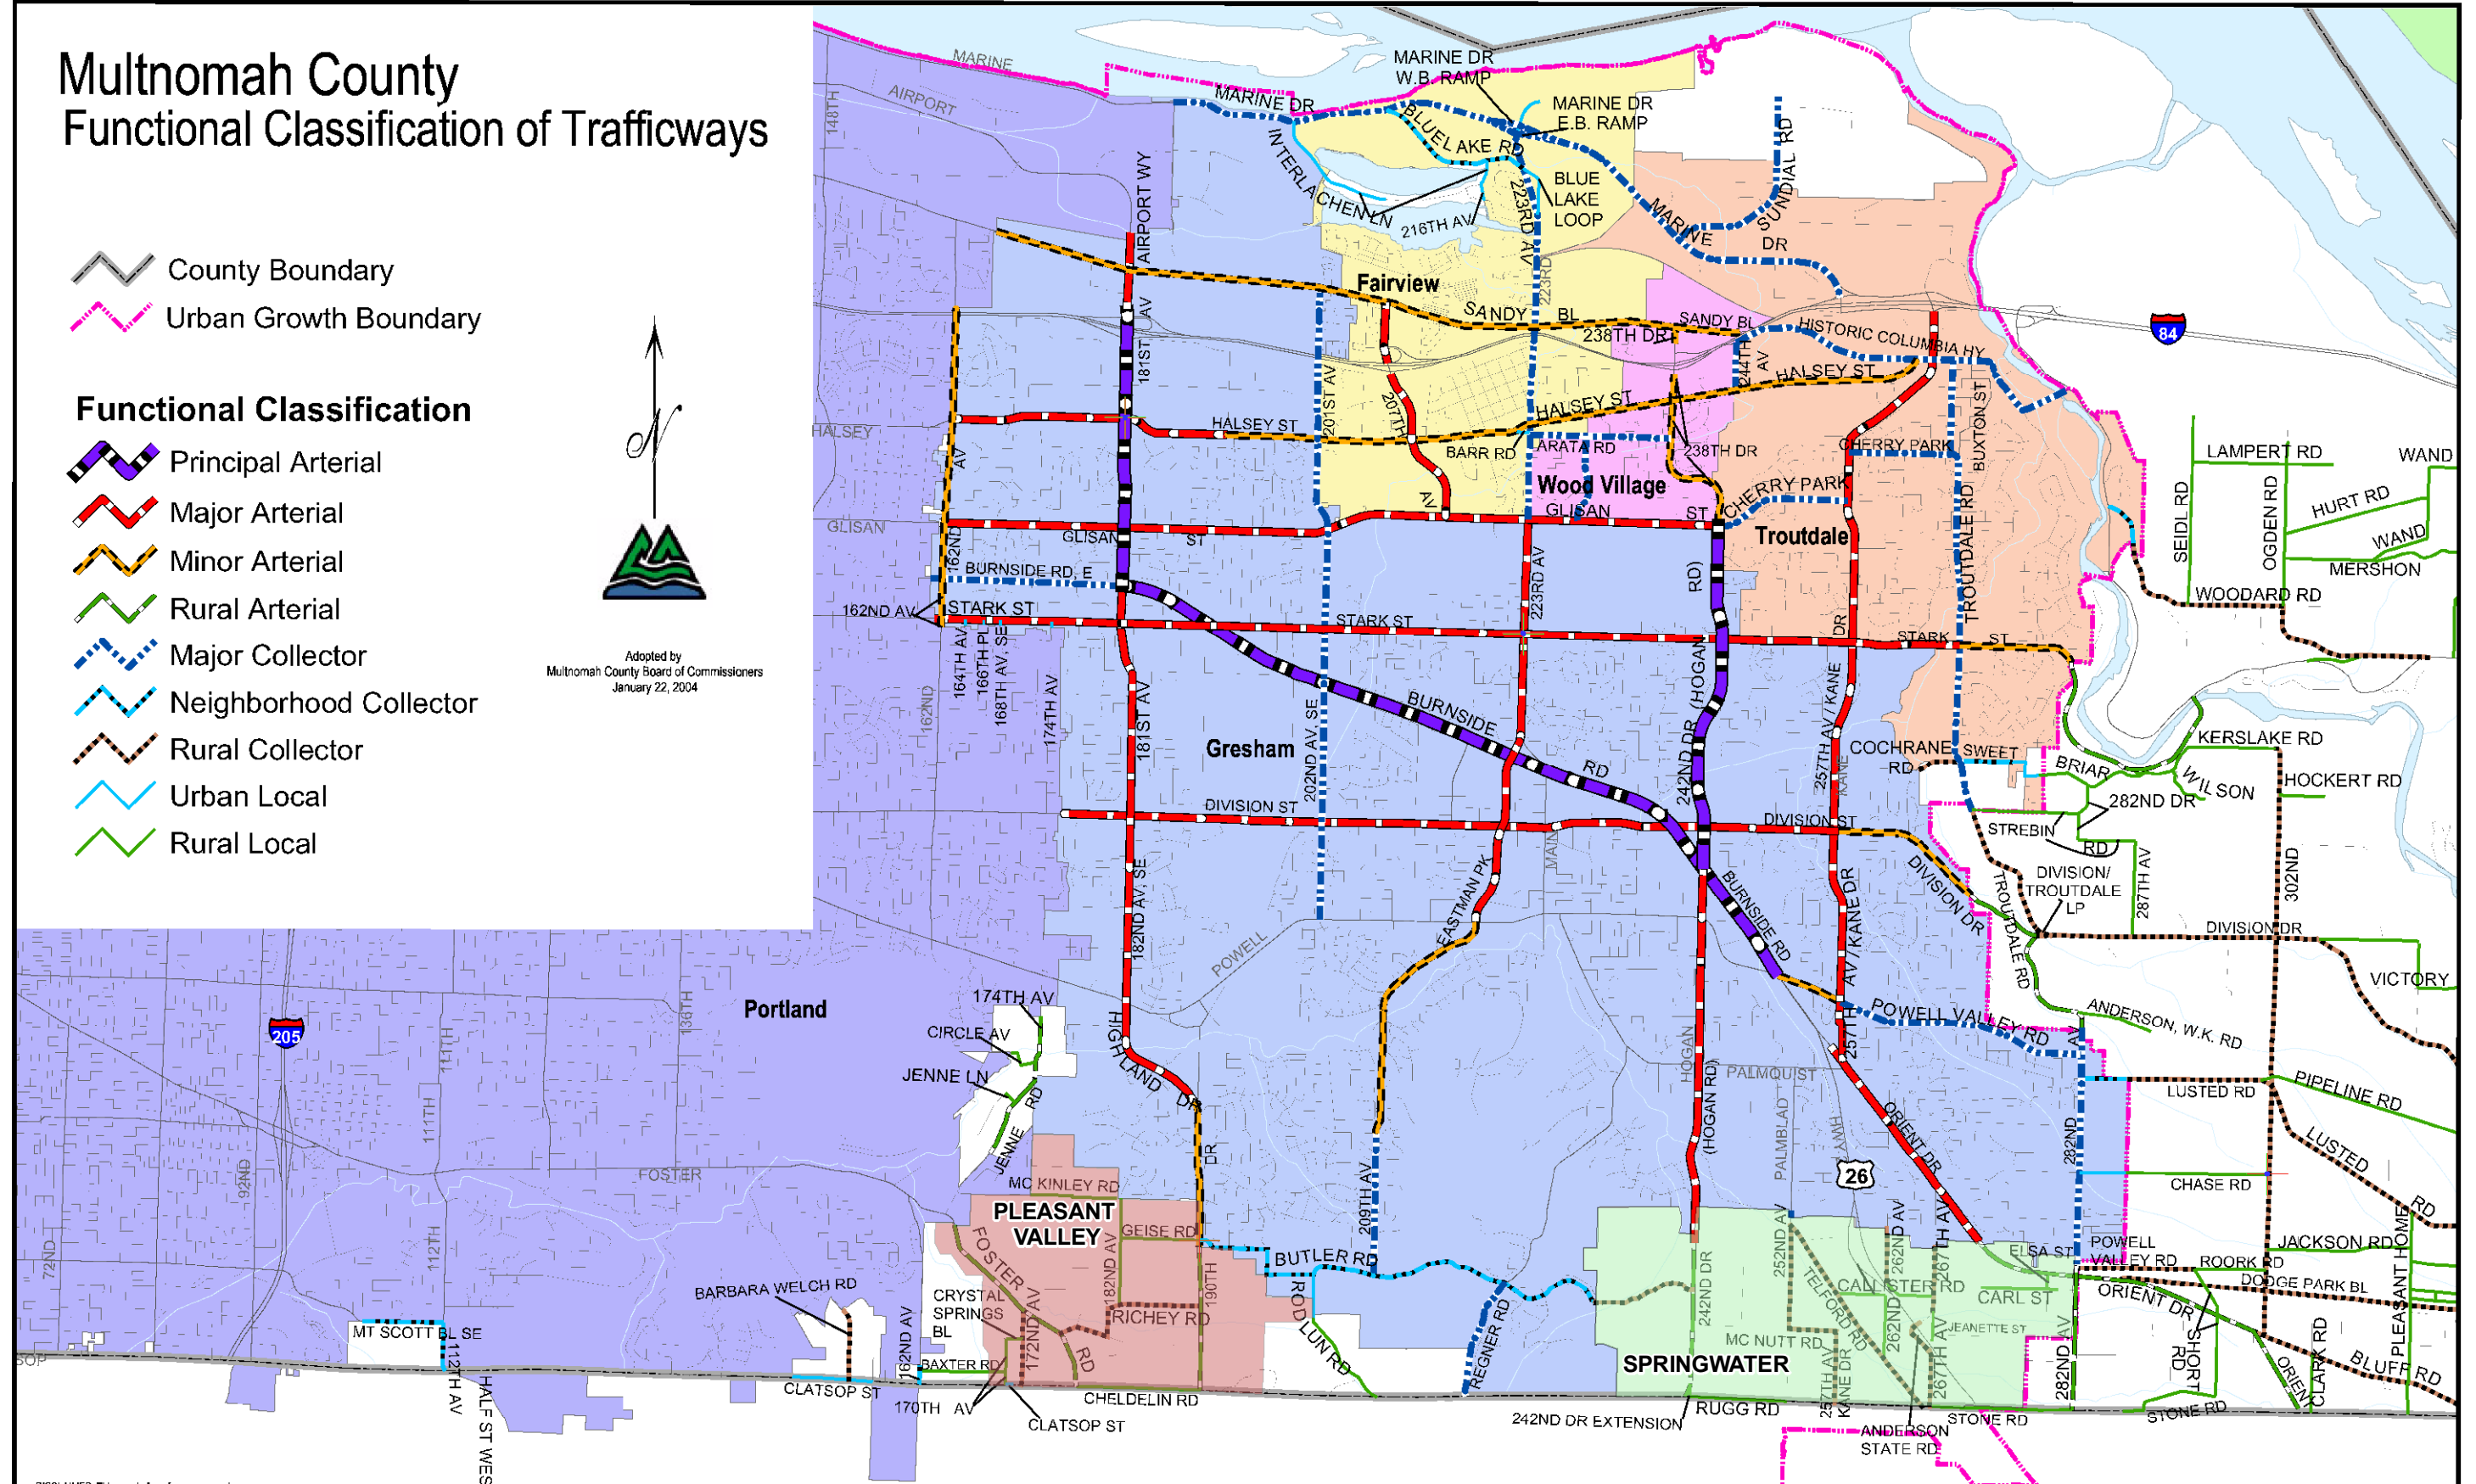 Multnomah County
Functional Classification of Trafficways
County Boundary
Urban Growth Boundary
Functional Classification
Principal Arterial
Major Arterial
Minor Arterial
Rural Arterial
Major Collector
Neighborhood Collector
Rural Collector
Urban Local
Rural Local
N
Adopted by
Multnomah County Board of Commissioners
January 22, 2004
MARINE
AIRPORT
148TH
MARINE DR
W.B. RAMP
MARINE DR
E.B. RAMP
MARINE DR
BLUE LAKE RD
INTERLACHEN LN
216TH AV
223RD AV
BLUE
LAKE
LOOP
SUNDIAL RD
MARINE
DR
AIRPORT WY
Fairview
223RD
SANDY BL
SANDY BL
238TH DR
HISTORIC COLUMBIA HY
84
181ST AV
201ST AV
207TH
AV
244TH
AV
HALSEY ST
HALSEY ST
HALSEY ST
HALSEY
BARR RD
ARATA RD
238TH DR
CHERRY PARK
BUXTON ST
Wood Village
CHERRY PARK
GLISAN
ST
GLISAN
GLISAN
ST
162ND
AV
Troutdale
TROUTDALE RD
LAMPERT RD
WAND
SEIDL RD
OGDEN RD
HURT RD
WAND
MERSHON
WOODARD RD
BURNSIDE RD, E
162ND AV
STARK ST
STARK ST
STARK
ST
223RD AV
242ND DR (HOGAN
RD)
257TH AV / KANE
DR
KANE
164TH AV
166TH PL
168TH AV, SE
174TH AV
162ND
181ST AV
Gresham
202ND AV, SE
BURNSIDE
RD
COCHRANE
RD
SWEET
BRIAR
WILSON
KERSLAKE RD
HOCKERT RD
282ND DR
STREBIN
RD
DIVISION ST
DIVISION ST
DIVISION DR
DIVISION/
TROUTDALE
LP
TROUTDALE RD
287TH AV
302ND
DIVISION DR
VICTORY
182ND AV, SE
MAIN
EASTMAN PK
BURNSIDE RD
257TH
AV / KANE DR
POWELL
Portland
205
136TH
111TH
111TH
112TH
92ND
72ND
FOSTER
174TH AV
CIRCLE AV
JENNE LN
JENNE
RD
HIGHLAND DR
DR
HOGAN
(HOGAN RD)
PALMQUIST
PALMBLAD
HWY
26
POWELL VALLEY RD
ANDERSON, W.K. RD
ORIENT DR
282ND
AV
LUSTED RD
PIPELINE RD
LUSTED
RD
CHASE RD
MC KINLEY RD
PLEASANT
VALLEY
GEISE RD
FOSTER
RD
182ND AV
190TH
RICHEY RD
172ND AV
CRYSTAL
SPRINGS
BL
BAXTER RD
162ND AV
BARBARA WELCH RD
MT SCOTT BL SE
112TH AV
CLATSOP ST
170TH AV
CLATSOP ST
CHELDELIN RD
209TH AV
BUTLER RD
RODLUN RD
REGNER RD
242ND DR
252ND AV
TELFORD RD
262ND AV
262ND
267TH AV
267TH AV
CALLISTER RD
CARL ST
ELSA ST
JEANETTE ST
MC NUTT RD
257TH AV
KANE DR
SPRINGWATER
242ND DR EXTENSION
RUGG RD
ANDERSON
STATE RD
STONE RD
STONE RD
282ND AV
POWELL
VALLEY RD
ROORK RD
JACKSON RD
DODGE PARK BL
ORIENT DR
SHORT
RD
ORIENT
CLARK RD
BLUFF RD
PLEASANT HOME
HALF ST WES